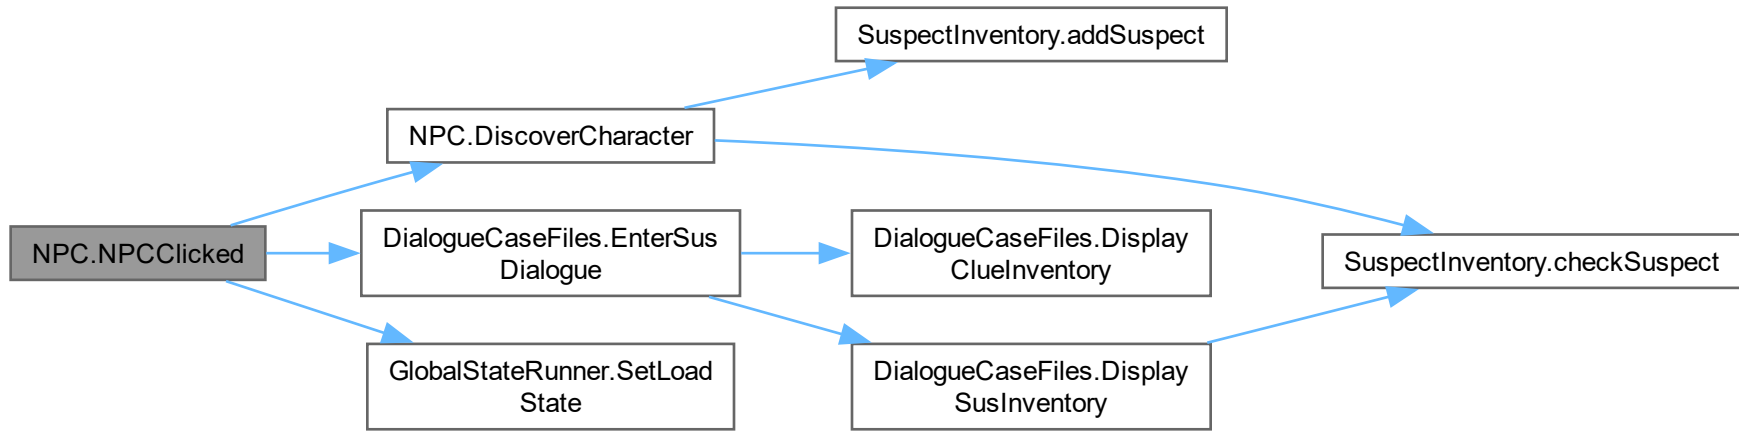 SuspectInventory.addSuspect
NPC.DiscoverCharacter
NPC.NPCClicked
DialogueCaseFiles.EnterSus
Dialogue
DialogueCaseFiles.Display
ClueInventory
SuspectInventory.checkSuspect
GlobalStateRunner.SetLoad
State
DialogueCaseFiles.Display
SusInventory